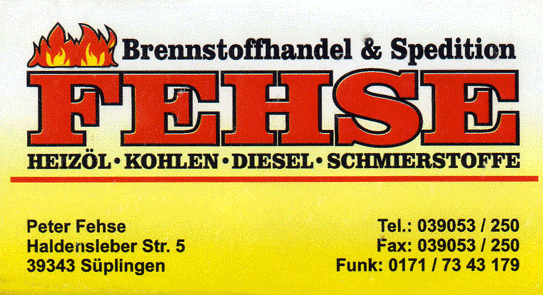 Brennstoffhandel & Spedition
FEHSE
HEIZÖL · KOHLEN · DIESEL · SCHMIERSTOFFE
Peter Fehse
Haldensleber Str. 5
39343 Süplingen
Tel.: 039053 / 250
Fax: 039053 / 250
Funk: 0171 / 73 43 179